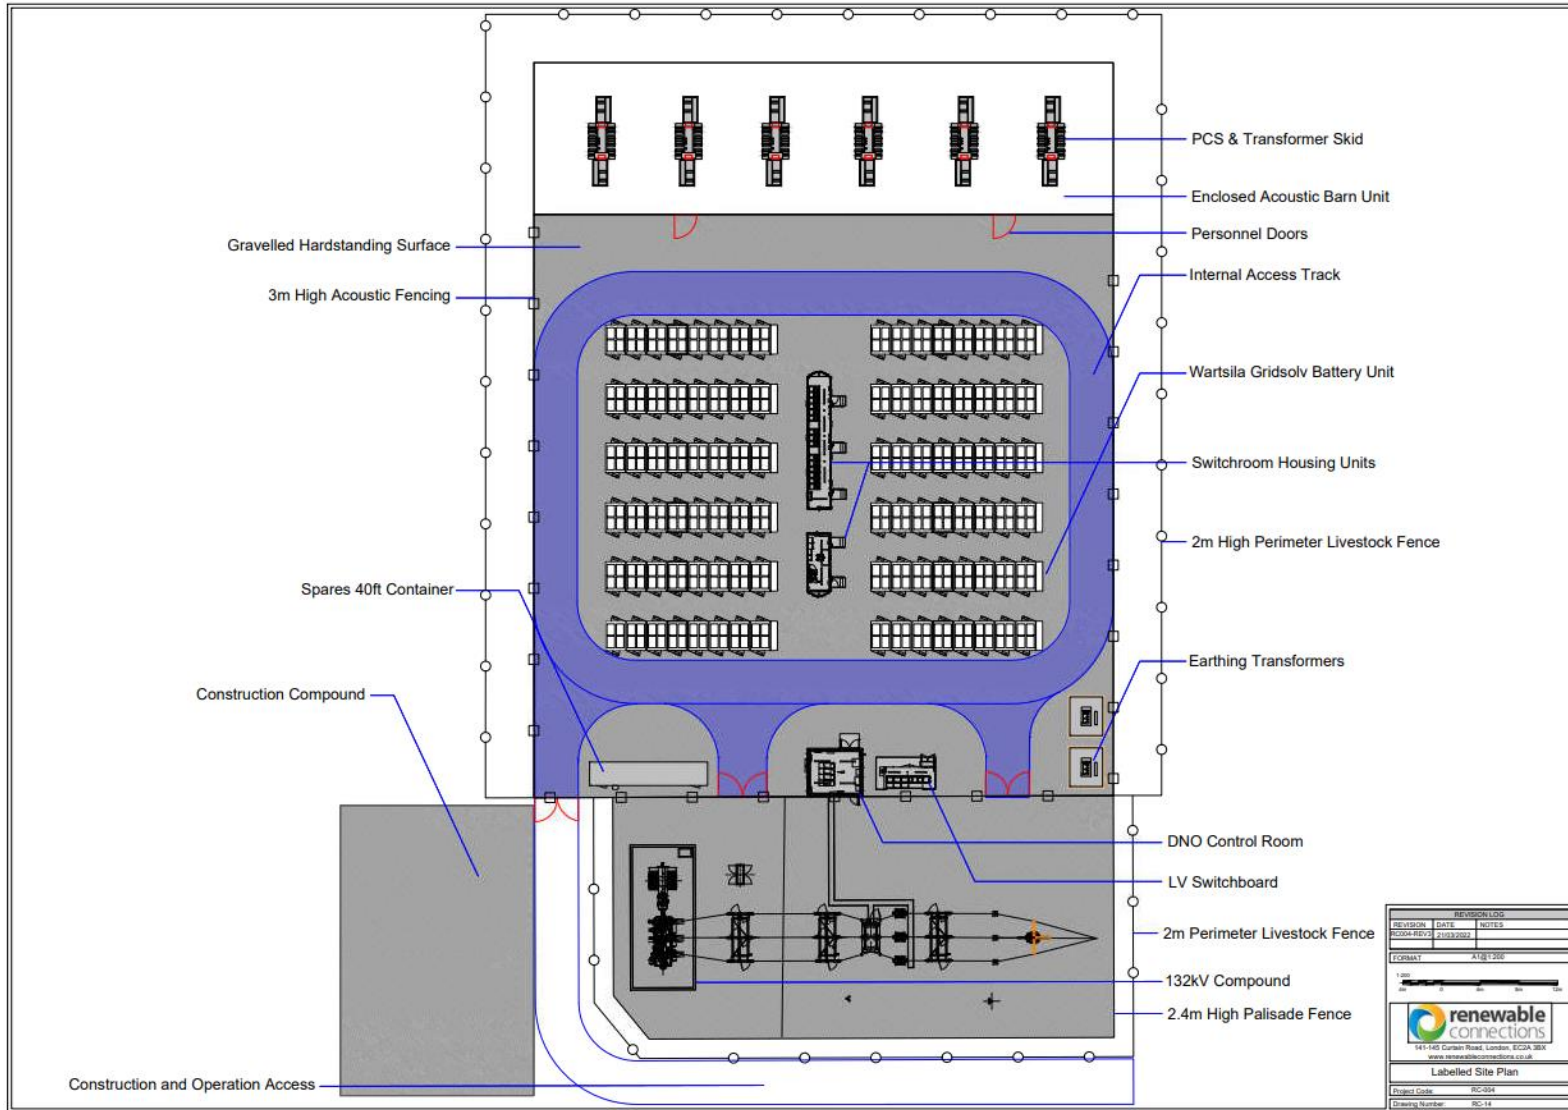 PCS & Transformer Skid
Enclosed Acoustic Barn Unit
Personnel Doors
Gravelled Hardstanding Surface
Internal Access Track
3m High Acoustic Fencing
Wartsila Gridsolv Battery Unit
Switchroom Housing Units
2m High Perimeter Livestock Fence
Spares 40ft Container
Earthing Transformers
Construction Compound
DNO Control Room
LV Switchboard
2m Perimeter Livestock Fence
132kV Compound
2.4m High Palisade Fence
Construction and Operation Access
REVISION LOG
REVISION DATE NOTES
RC004-REV3 21/03/2022
FORMAT A1@1:200
1:200
renewable
connections
141-145 Curtain Road, London, EC2A 3BX
www.renewableconnections.co.uk
Labelled Site Plan
Project Code: RC-004
Drawing Number: RC-14